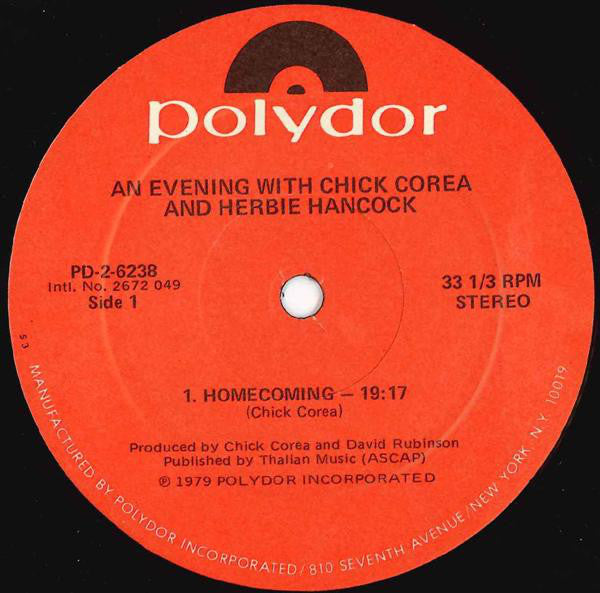 polydor
AN EVENING WITH CHICK COREA
AND HERBIE HANCOCK
PD-2-6238
Intl. No. 2672 049
Side 1
33 1/3 RPM
STEREO
1. HOMECOMING — 19:17
(Chick Corea)
Produced by Chick Corea and David Rubinson
Published by Thalian Music (ASCAP)
℗ 1979 POLYDOR INCORPORATED
53
MANUFACTURED BY POLYDOR INCORPORATED/810 SEVENTH AVENUE/NEW YORK, N.Y. 10019